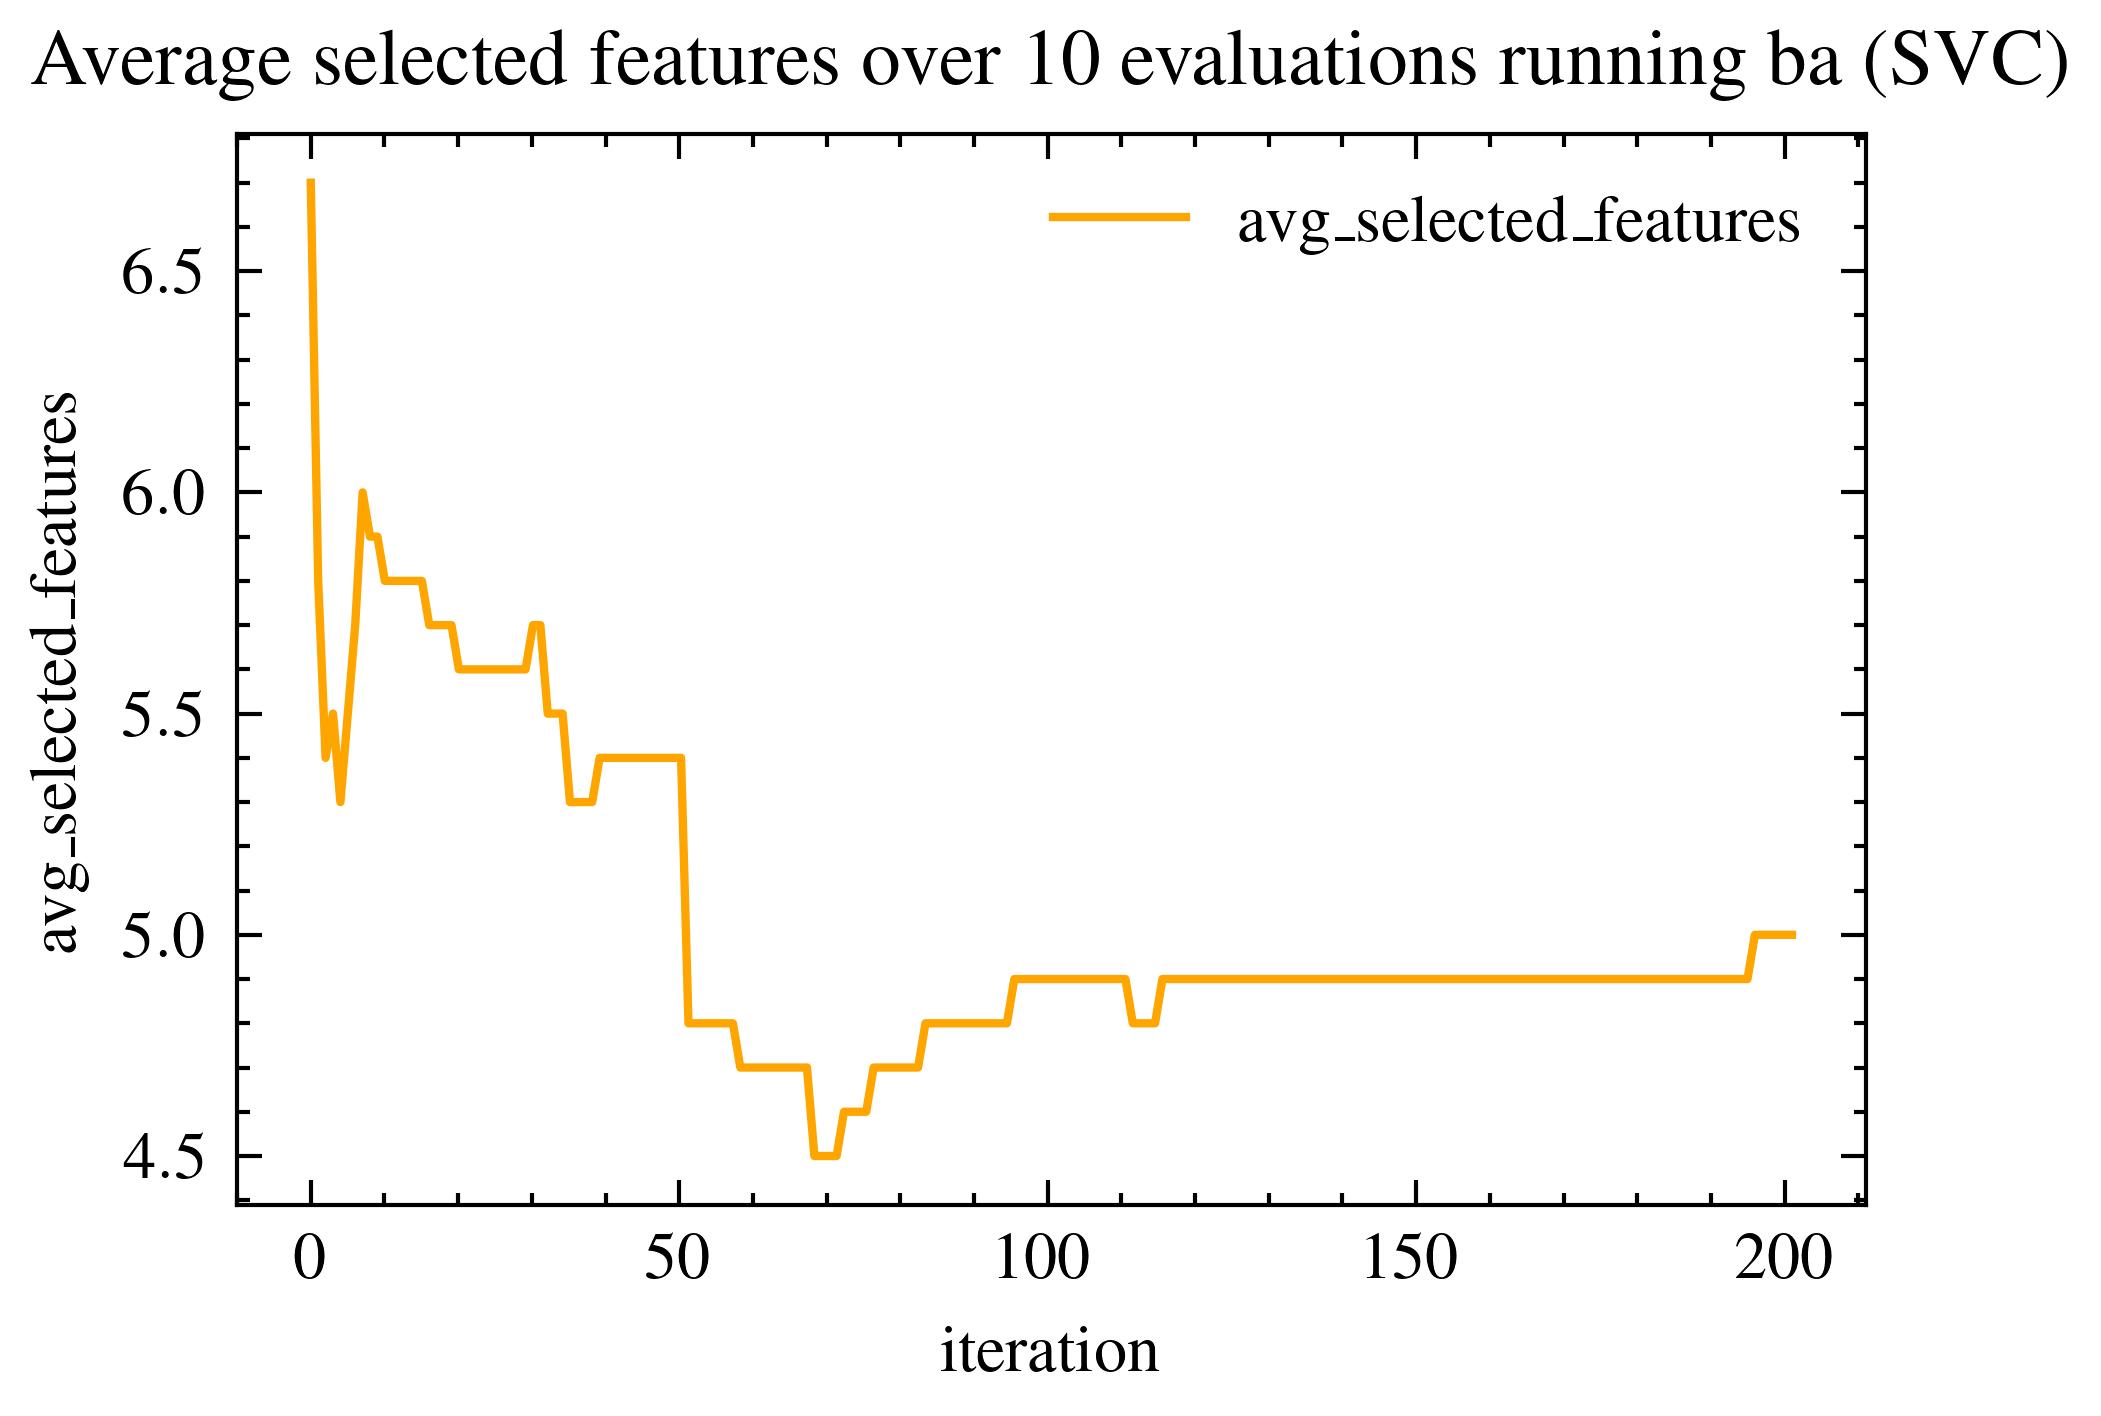 Average selected features over 10 evaluations running ba (SVC)
avg_selected_features
6.5
6.0
5.5
5.0
4.5
avg_selected_features
0 50 100 150 200
iteration